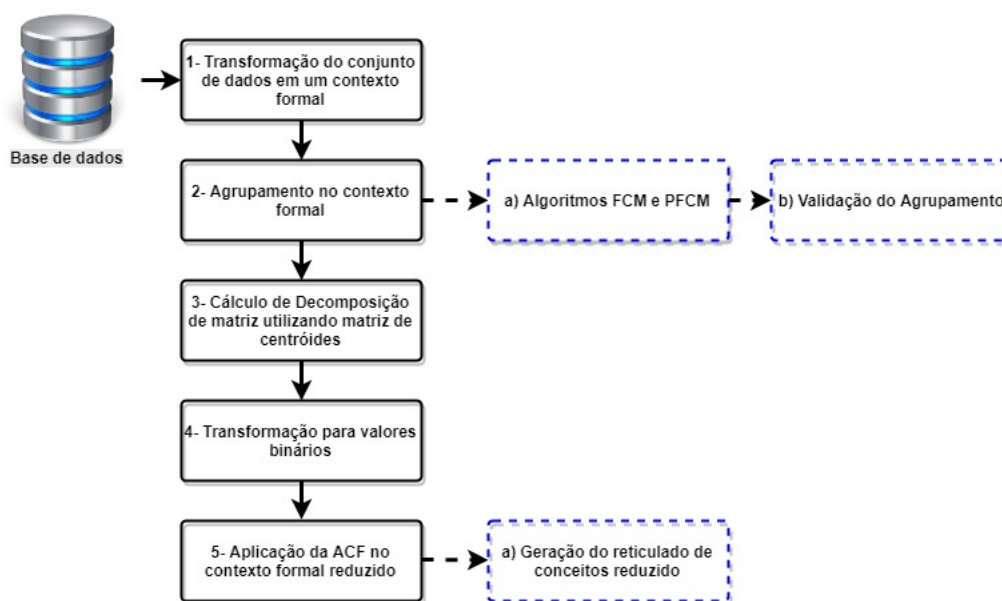 Base de dados
1- Transformação do conjunto
de dados em um contexto
formal
2- Agrupamento no contexto
formal
a) Algoritmos FCM e PFCM
b) Validação do Agrupamento
3- Cálculo de Decomposição
de matriz utilizando matriz de
centróides
4- Transformação para valores
binários
5- Aplicação da ACF no
contexto formal reduzido
a) Geração do reticulado de
conceitos reduzido